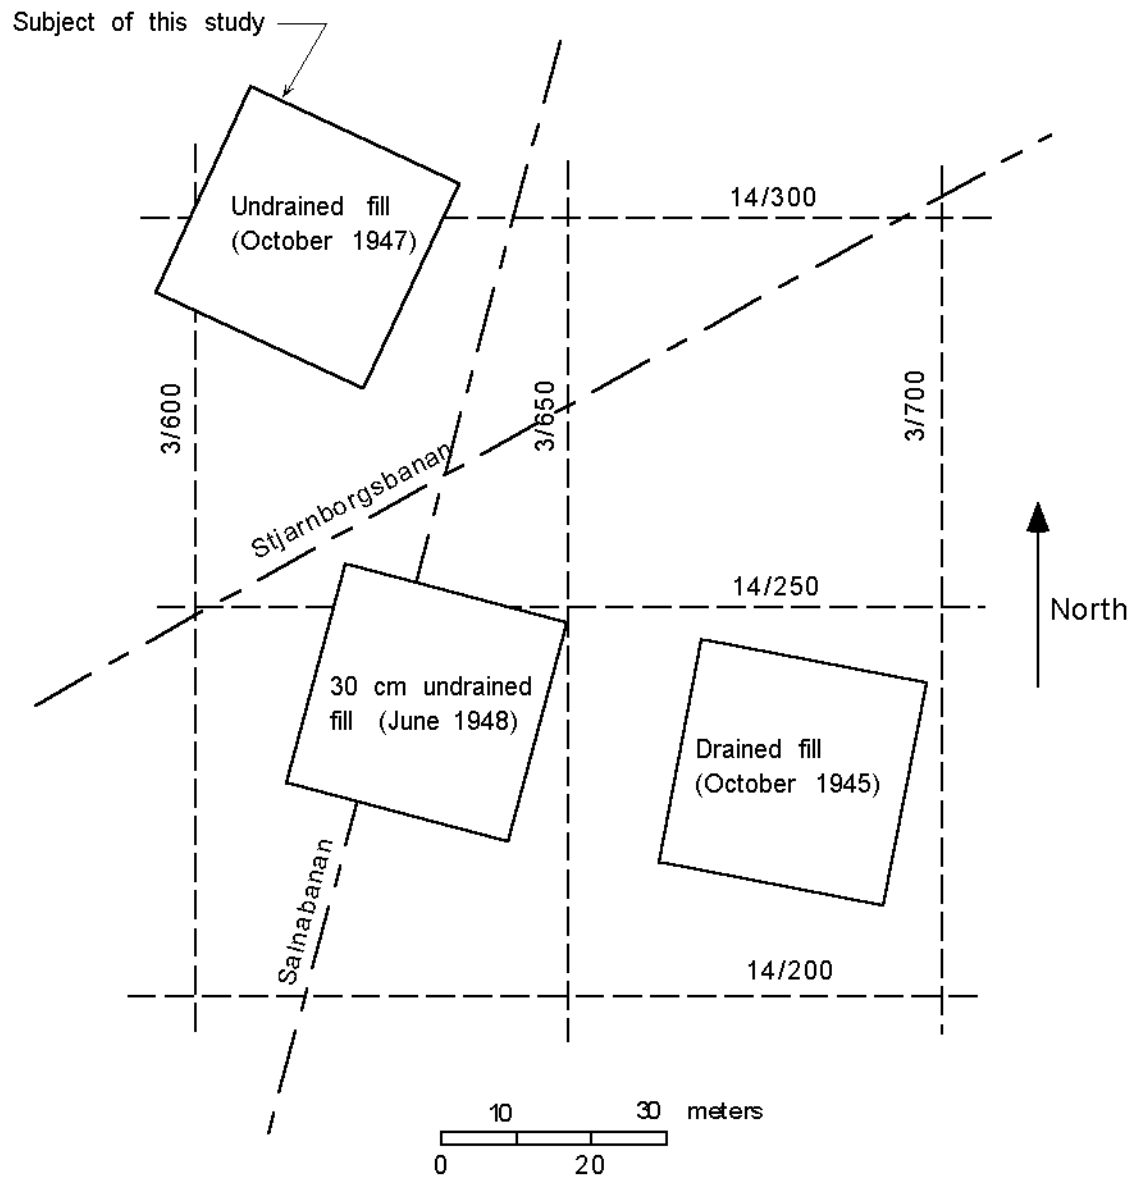 Subject of this study
14/300
Undrained fill
(October 1947)
3/600
3/650
3/700
Stjarnborgsbanan
14/250
North
30 cm undrained
fill (June 1948)
Drained fill
(October 1945)
Salnabanan
14/200
10 30 meters
0 20